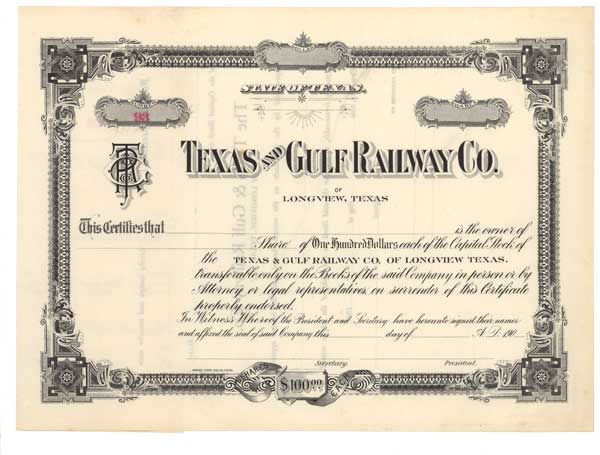 STATE OF TEXAS.
NUMBER
933
SHARES
TEXAS AND GULF RAILWAY CO.
OF
LONGVIEW, TEXAS
This Certifies that
is the owner of
Share of One Hundred Dollars each of the Capital Stock of
the TEXAS & GULF RAILWAY CO. OF LONGVIEW TEXAS.
transferable only on the Books of the said Company in person or by
Attorney or legal representatives, on surrender of this Certificate
properly endorsed.
In Witness Whereof the President and Secretary have hereunto signed their names
and affixed the seal of said Company this day of A.D. 190
Secretary. President.
SHARES $100.00 EACH